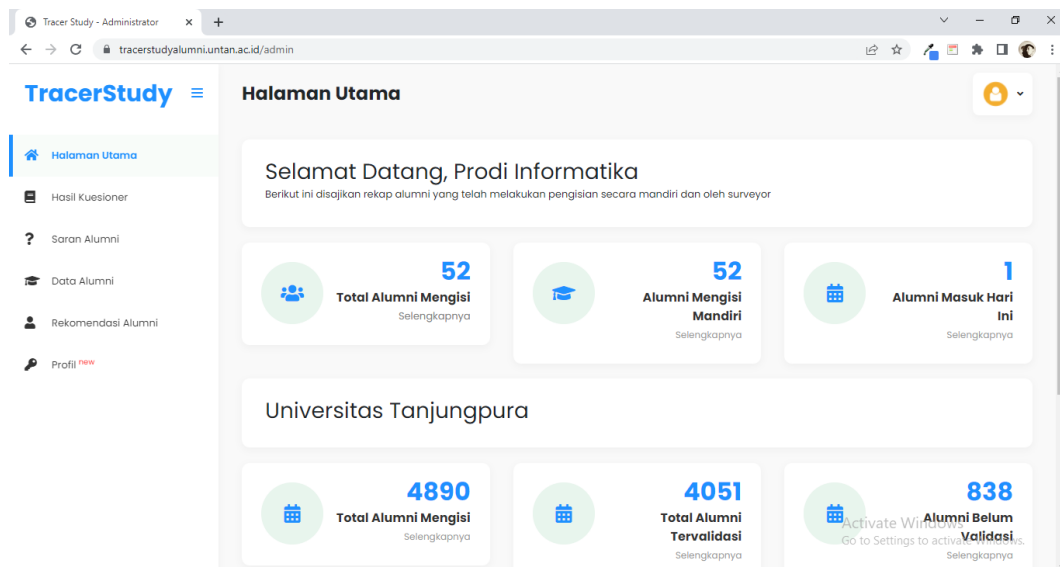 Tracer Study - Administrator
tracerstudyalumni.untan.ac.id/admin
TracerStudy
Halaman Utama
Halaman Utama
Hasil Kuesioner
Saran Alumni
Data Alumni
Rekomendasi Alumni
Profil new
Selamat Datang, Prodi Informatika
Berikut ini disajikan rekap alumni yang telah melakukan pengisian secara mandiri dan oleh surveyor
52
Total Alumni Mengisi
Selengkapnya
52
Alumni Mengisi
Mandiri
Selengkapnya
1
Alumni Masuk Hari
Ini
Selengkapnya
Universitas Tanjungpura
4890
Total Alumni Mengisi
Selengkapnya
4051
Total Alumni
Tervalidasi
Selengkapnya
838
Alumni Belum
Validasi
Selengkapnya
Activate Windows
Go to Settings to activate Windows.